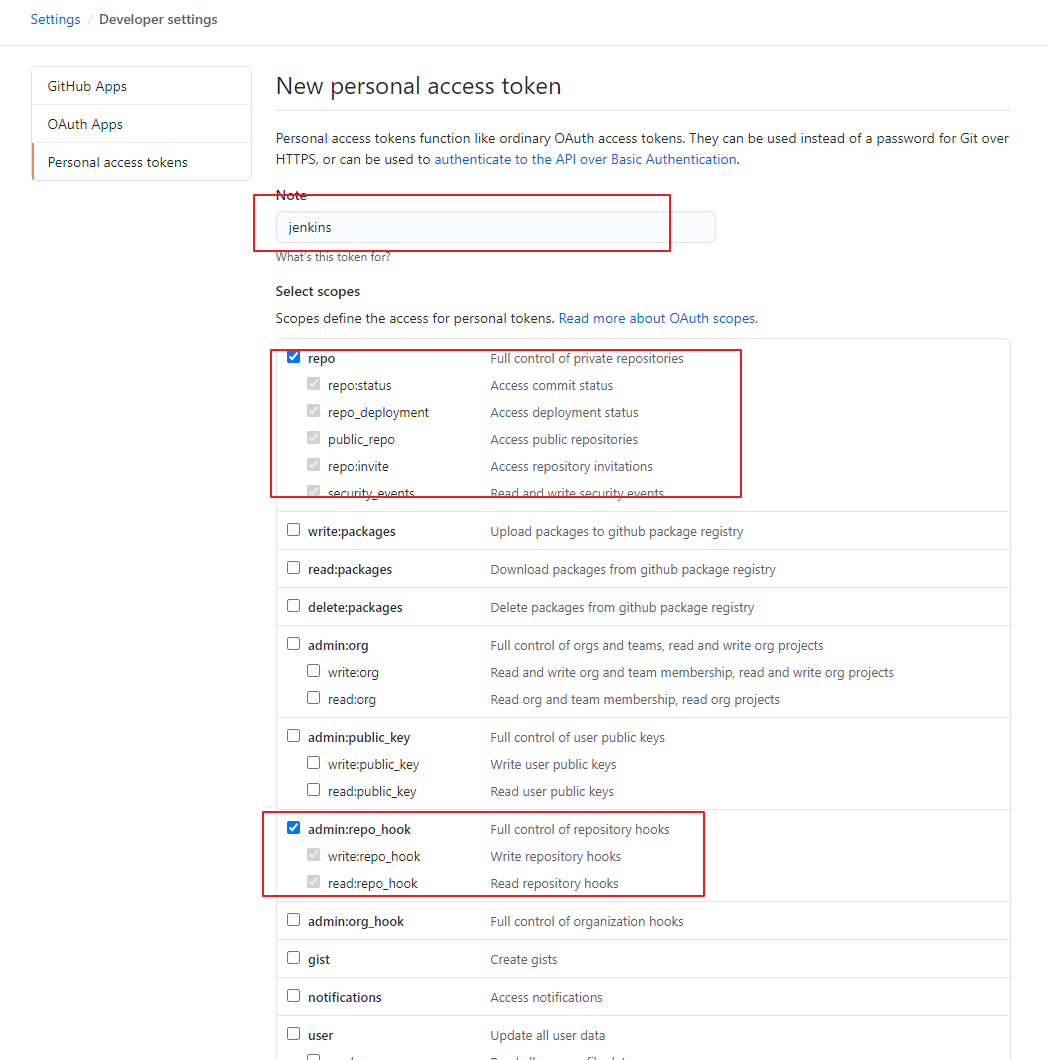 Settings / Developer settings
GitHub Apps
OAuth Apps
Personal access tokens
New personal access token
Personal access tokens function like ordinary OAuth access tokens. They can be used instead of a password for Git over
HTTPS, or can be used to authenticate to the API over Basic Authentication.
Note
jenkins
What's this token for?
Select scopes
Scopes define the access for personal tokens. Read more about OAuth scopes.
repo Full control of private repositories
repo:status Access commit status
repo_deployment Access deployment status
public_repo Access public repositories
repo:invite Access repository invitations
security_events Read and write security events
write:packages Upload packages to github package registry
read:packages Download packages from github package registry
delete:packages Delete packages from github package registry
admin:org Full control of orgs and teams, read and write org projects
write:org Read and write org and team membership, read and write org projects
read:org Read org and team membership, read org projects
admin:public_key Full control of user public keys
write:public_key Write user public keys
read:public_key Read user public keys
admin:repo_hook Full control of repository hooks
write:repo_hook Write repository hooks
read:repo_hook Read repository hooks
admin:org_hook Full control of organization hooks
gist Create gists
notifications Access notifications
user Update all user data